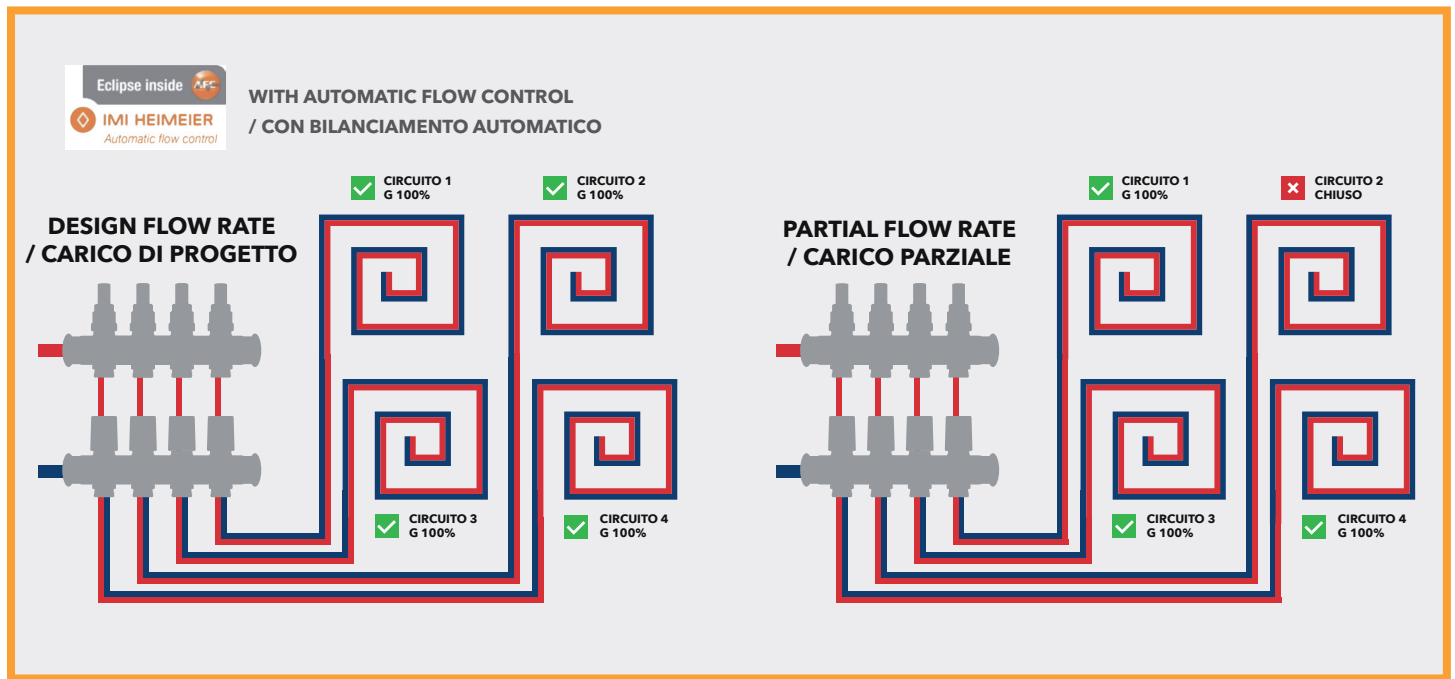 Eclipse inside
AFC
IMI HEIMEIER
Automatic flow control
WITH AUTOMATIC FLOW CONTROL
/ CON BILANCIAMENTO AUTOMATICO
DESIGN FLOW RATE
/ CARICO DI PROGETTO
CIRCUITO 1
G 100%
CIRCUITO 2
G 100%
CIRCUITO 3
G 100%
CIRCUITO 4
G 100%
PARTIAL FLOW RATE
/ CARICO PARZIALE
CIRCUITO 1
G 100%
CIRCUITO 2
CHIUSO
CIRCUITO 3
G 100%
CIRCUITO 4
G 100%